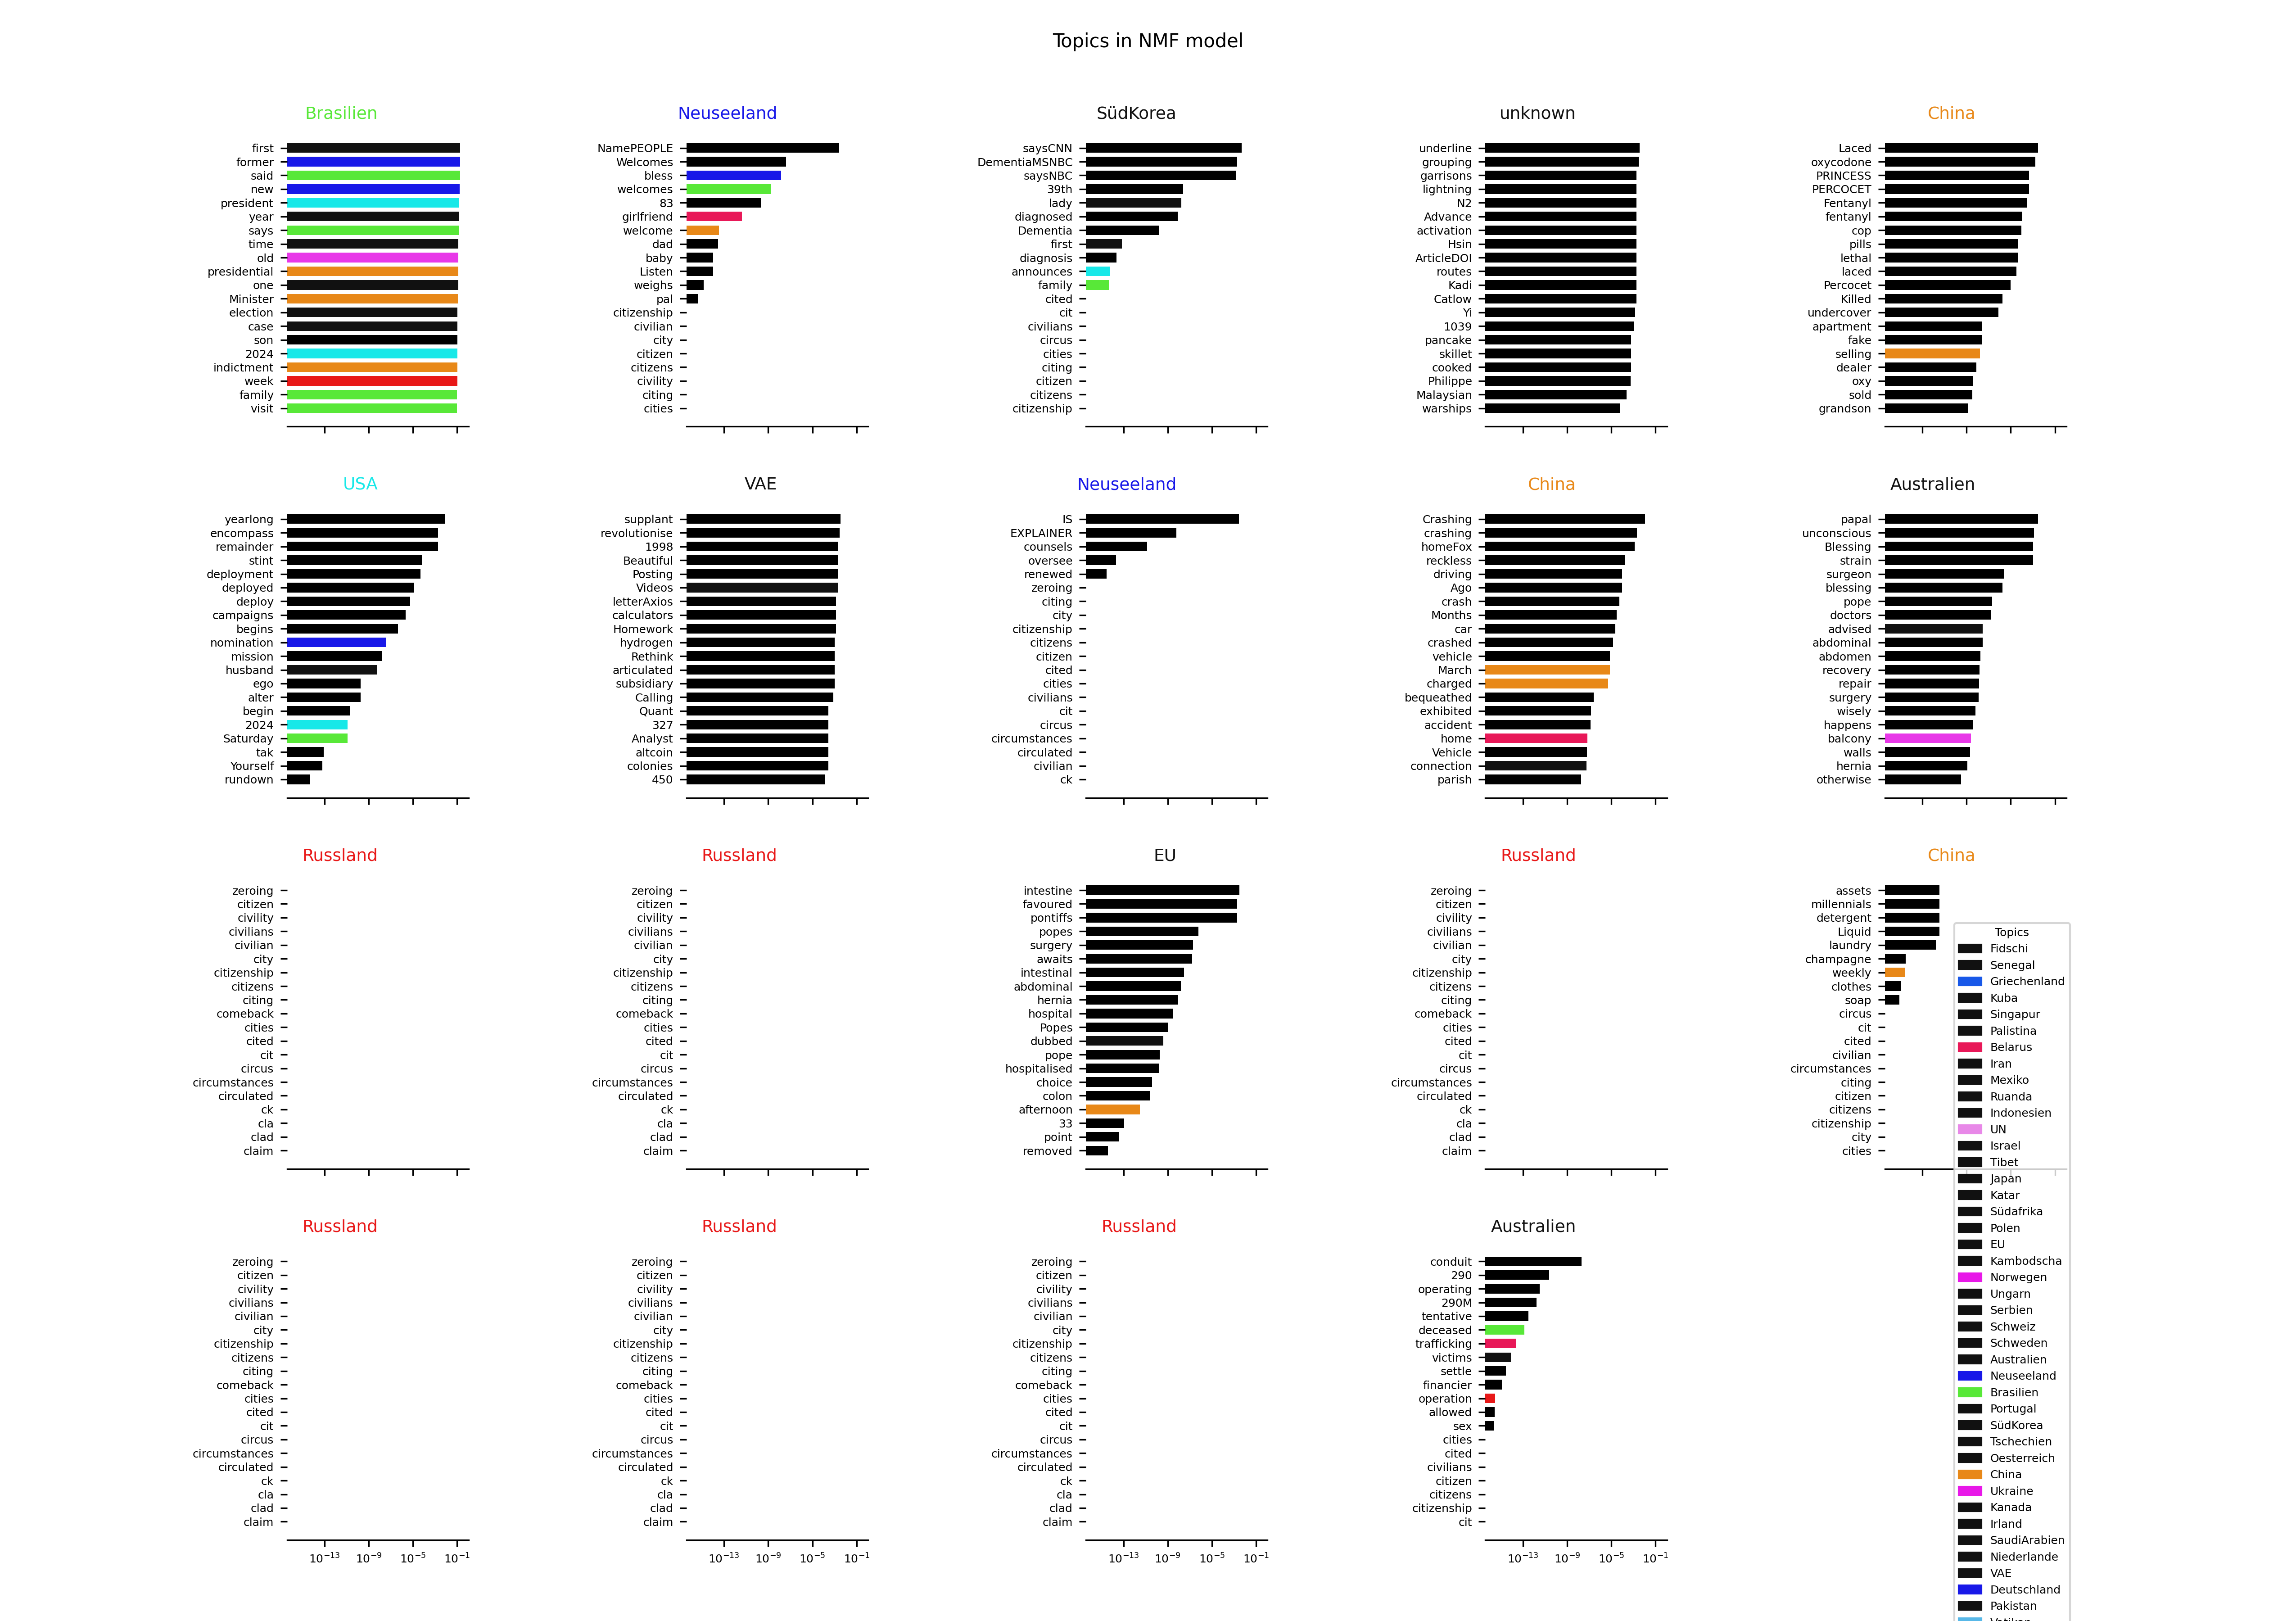 Topics in NMF model
Brasilien
first
former
said
new
president
year
says
time
old
presidential
one
Minister
election
case
son
2024
indictment
week
family
visit
Neuseeland
NamePEOPLE
Welcomes
bless
welcomes
83
girlfriend
welcome
dad
baby
Listen
weighs
pal
citizenship
civilian
city
citizen
citizens
civility
citing
cities
SüdKorea
saysCNN
DementiaMSNBC
saysNBC
39th
lady
diagnosed
Dementia
first
diagnosis
announces
family
cited
cit
civilians
circus
cities
citing
citizen
citizens
citizenship
unknown
underline
grouping
garrisons
lightning
N2
Advance
activation
Hsin
ArticleDOI
routes
Kadi
Catlow
Yi
1039
pancake
skillet
cooked
Philippe
Malaysian
warships
China
Laced
oxycodone
PRINCESS
PERCOCET
Fentanyl
fentanyl
cop
pills
lethal
laced
Percocet
Killed
undercover
apartment
fake
selling
dealer
oxy
sold
grandson
USA
yearlong
encompass
remainder
stint
deployment
deployed
deploy
campaigns
begins
nomination
mission
husband
ego
alter
begin
2024
Saturday
tak
Yourself
rundown
VAE
supplant
revolutionise
1998
Beautiful
Posting
Videos
letterAxios
calculators
Homework
hydrogen
Rethink
articulated
subsidiary
Calling
Quant
327
Analyst
altcoin
colonies
450
Neuseeland
IS
EXPLAINER
counsels
oversee
renewed
zeroing
citing
city
citizenship
citizens
citizen
cited
cities
civilians
cit
circus
circumstances
circulated
civilian
ck
China
Crashing
crashing
homeFox
reckless
driving
Ago
crash
Months
car
crashed
vehicle
March
charged
bequeathed
exhibited
accident
home
Vehicle
connection
parish
Australien
papal
unconscious
Blessing
strain
surgeon
blessing
pope
doctors
advised
abdominal
abdomen
recovery
repair
surgery
wisely
happens
balcony
walls
hernia
otherwise
Russland
zeroing
citizen
civility
civilians
civilian
city
citizenship
citizens
citing
comeback
cities
cited
cit
circus
circumstances
circulated
ck
cla
clad
claim
Russland
zeroing
citizen
civility
civilians
civilian
city
citizenship
citizens
citing
comeback
cities
cited
cit
circus
circumstances
circulated
ck
cla
clad
claim
EU
intestine
favoured
pontiffs
popes
surgery
awaits
intestinal
abdominal
hernia
hospital
Popes
dubbed
pope
hospitalised
choice
colon
afternoon
33
point
removed
Russland
zeroing
citizen
civility
civilians
civilian
city
citizenship
citizens
citing
comeback
cities
cited
cit
circus
circumstances
circulated
ck
cla
clad
claim
China
assets
millennials
detergent
Liquid
laundry
champagne
weekly
clothes
soap
circus
cit
cited
civilian
circumstances
citing
citizen
citizens
citizenship
city
cities
Russland
zeroing
citizen
civility
civilians
civilian
city
citizenship
citizens
citing
comeback
cities
cited
cit
circus
circumstances
circulated
ck
cla
clad
claim
10⁻¹³ 10⁻⁹ 10⁻⁵ 10⁻¹
Russland
zeroing
citizen
civility
civilians
civilian
city
citizenship
citizens
citing
comeback
cities
cited
cit
circus
circumstances
circulated
ck
cla
clad
claim
10⁻¹³ 10⁻⁹ 10⁻⁵ 10⁻¹
Russland
zeroing
citizen
civility
civilians
civilian
city
citizenship
citizens
citing
comeback
cities
cited
cit
circus
circumstances
circulated
ck
cla
clad
claim
10⁻¹³ 10⁻⁹ 10⁻⁵ 10⁻¹
Australien
conduit
290
operating
290M
tentative
deceased
trafficking
victims
settle
financier
operation
allowed
sex
cities
cited
civilians
citizen
citizens
citizenship
cit
10⁻¹³ 10⁻⁹ 10⁻⁵ 10⁻¹
Topics
Fidschi
Senegal
Griechenland
Kuba
Singapur
Palistina
Belarus
Iran
Mexiko
Ruanda
Indonesien
UN
Israel
Tibet
Japan
Katar
Südafrika
Polen
EU
Kambodscha
Norwegen
Ungarn
Serbien
Schweiz
Schweden
Australien
Neuseeland
Brasilien
Portugal
SüdKorea
Tschechien
Oesterreich
China
Ukraine
Kanada
Irland
SaudiArabien
Niederlande
VAE
Deutschland
Pakistan